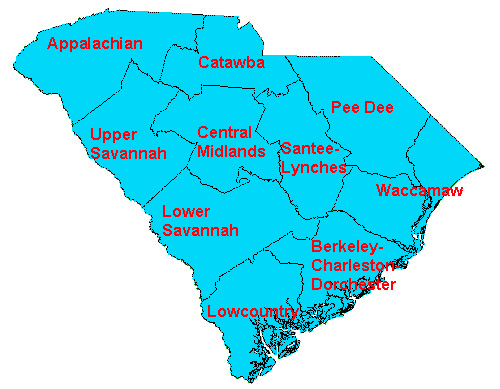 Appalachian
Catawba
Pee Dee
Upper
Savannah
Central
Midlands
Santee-
Lynches
Waccamaw
Lower
Savannah
Berkeley-
Charleston-
Dorchester
Lowcountry